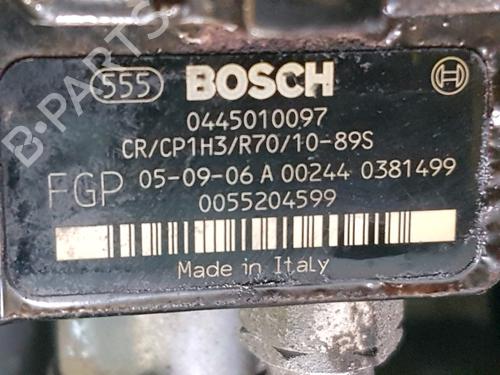 555 BOSCH
0445010097
CR/CP1H3/R70/10-89S
FGP 05-09-06 A 00244 0381499
0055204599
Made in Italy
B-PARTS